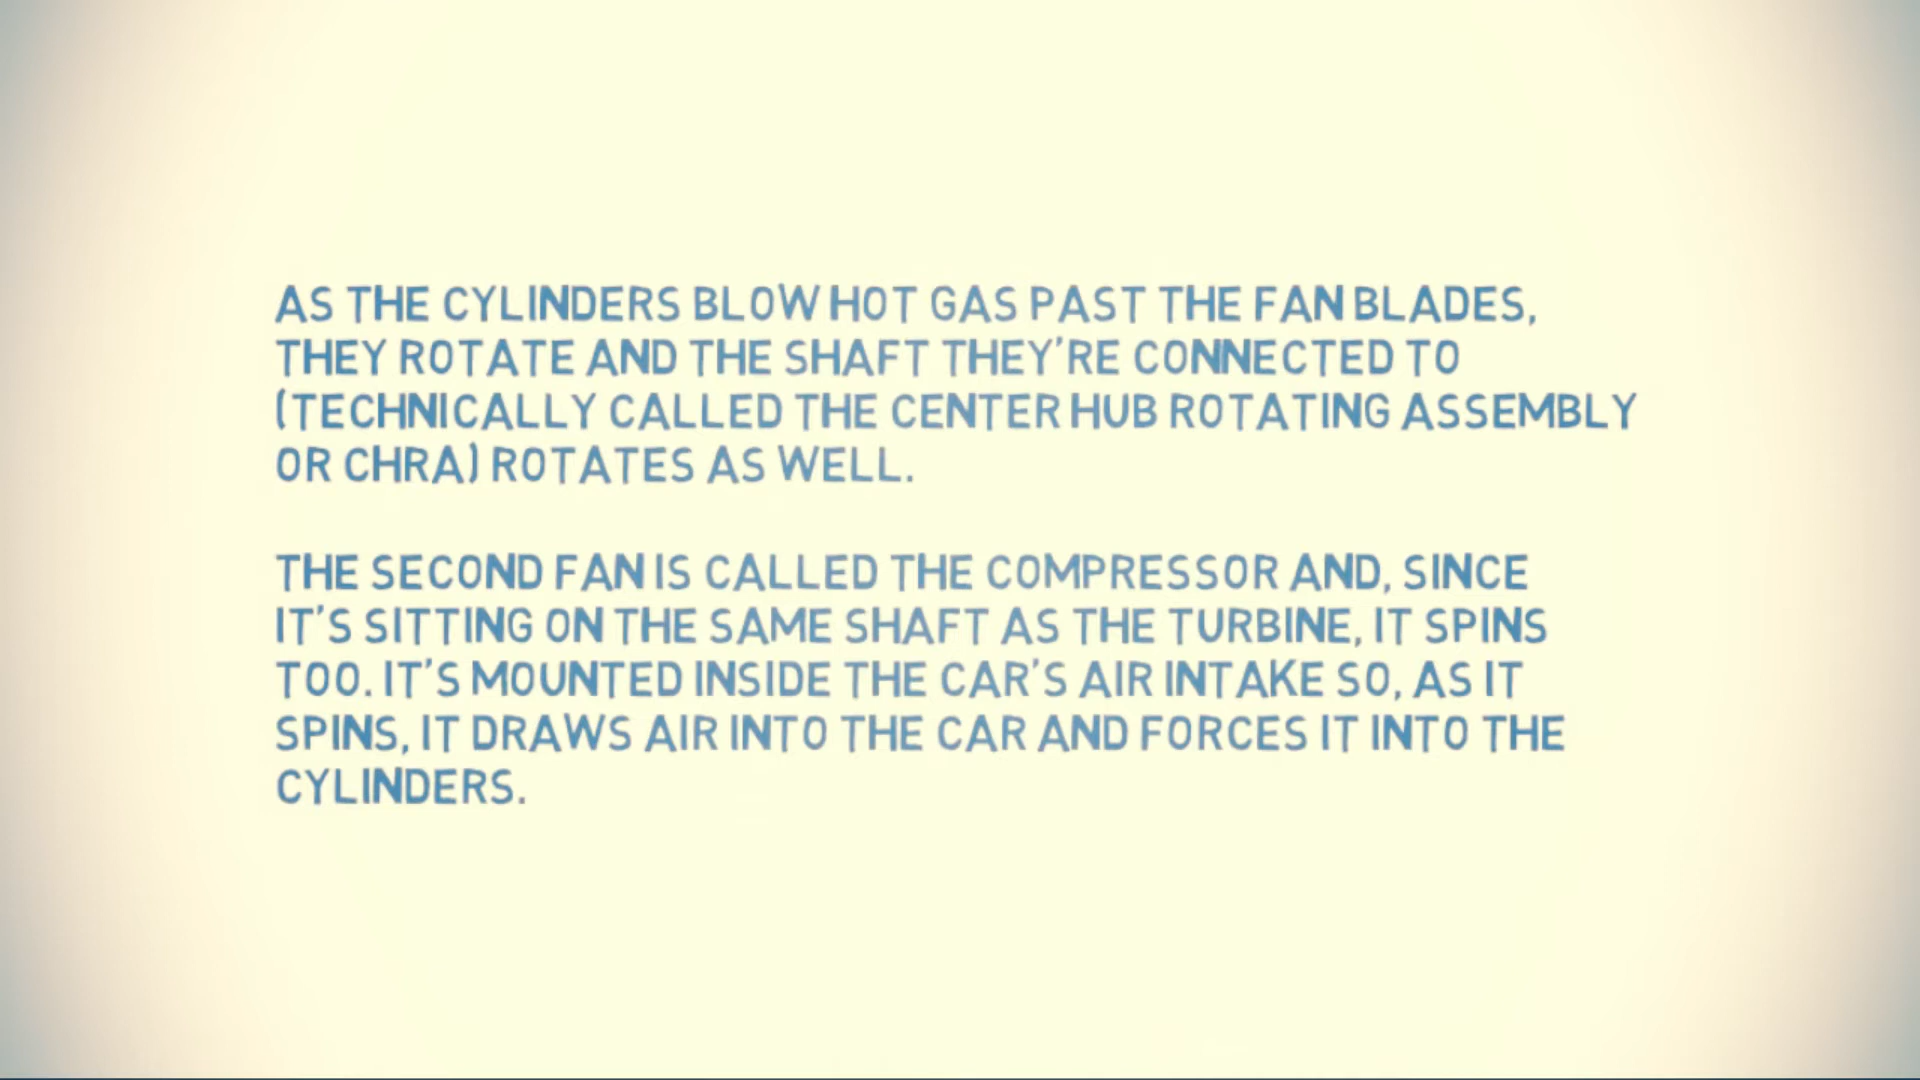 AS THE CYLINDERS BLOW HOT GAS PAST THE FAN BLADES,
THEY ROTATE AND THE SHAFT THEY'RE CONNECTED TO
(TECHNICALLY CALLED THE CENTER HUB ROTATING ASSEMBLY
OR CHRA) ROTATES AS WELL.
THE SECOND FAN IS CALLED THE COMPRESSOR AND, SINCE
IT'S SITTING ON THE SAME SHAFT AS THE TURBINE, IT SPINS
TOO. IT'S MOUNTED INSIDE THE CAR'S AIR INTAKE SO, AS IT
SPINS, IT DRAWS AIR INTO THE CAR AND FORCES IT INTO THE
CYLINDERS.